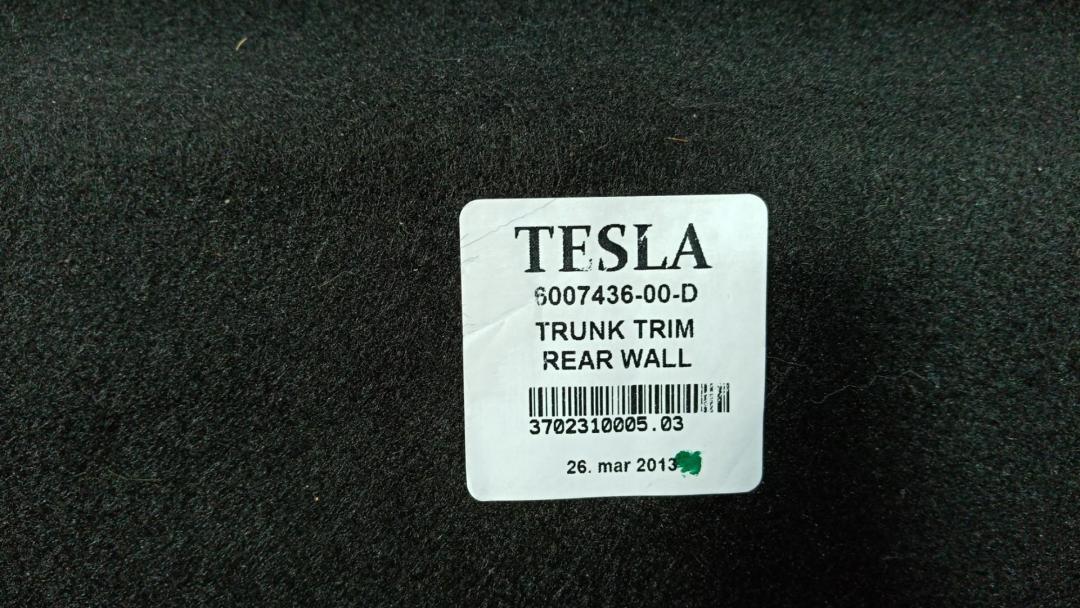 TESLA
6007436-00-D
TRUNK TRIM
REAR WALL
3702310005.03
26. mar 2013